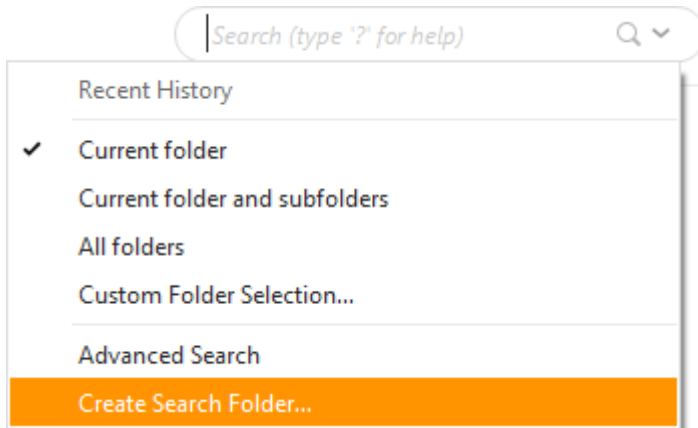 Search (type '?' for help)
Recent History
Current folder
Current folder and subfolders
All folders
Custom Folder Selection...
Advanced Search
Create Search Folder...